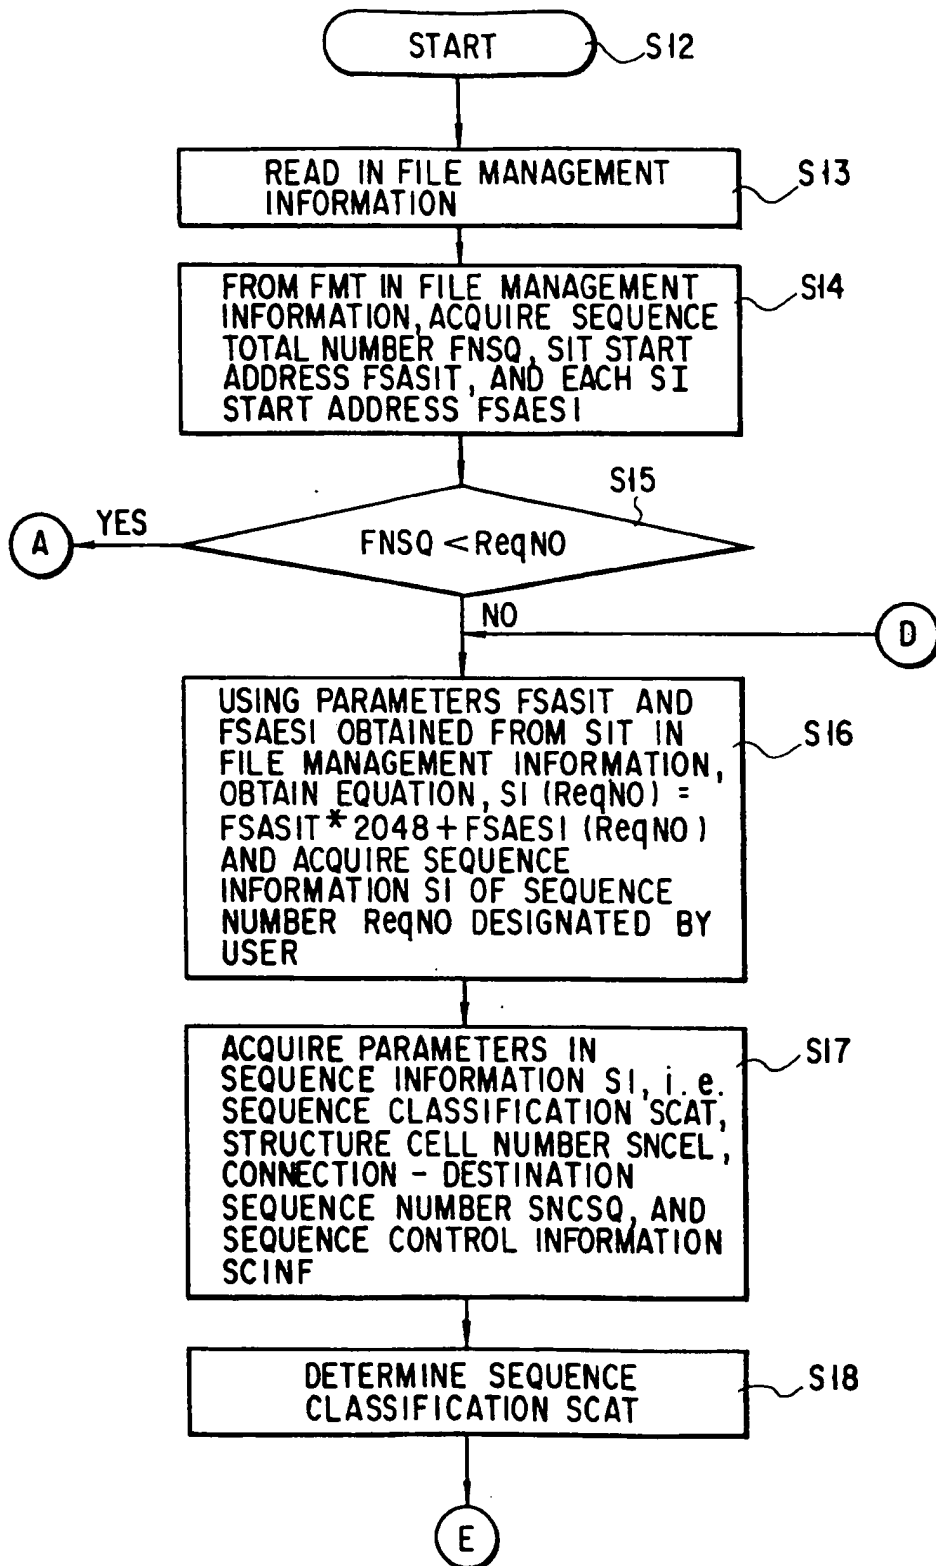 START
S12
READ IN FILE MANAGEMENT
INFORMATION
S13
FROM FMT IN FILE MANAGEMENT
INFORMATION, ACQUIRE SEQUENCE
TOTAL NUMBER FNSQ, SIT START
ADDRESS FSASIT, AND EACH SI
START ADDRESS FSAESI
S14
S15
FNSQ < ReqNO
YES
A
NO
D
USING PARAMETERS FSASIT AND
FSAESI OBTAINED FROM SIT IN
FILE MANAGEMENT INFORMATION,
OBTAIN EQUATION, SI (ReqNO) =
FSASIT * 2048 + FSAESI (ReqNO)
AND ACQUIRE SEQUENCE
INFORMATION SI OF SEQUENCE
NUMBER ReqNO DESIGNATED BY
USER
S16
ACQUIRE PARAMETERS IN
SEQUENCE INFORMATION SI, i.e.
SEQUENCE CLASSIFICATION SCAT,
STRUCTURE CELL NUMBER SNCEL,
CONNECTION - DESTINATION
SEQUENCE NUMBER SNCSQ, AND
SEQUENCE CONTROL INFORMATION
SCINF
S17
DETERMINE SEQUENCE
CLASSIFICATION SCAT
S18
E